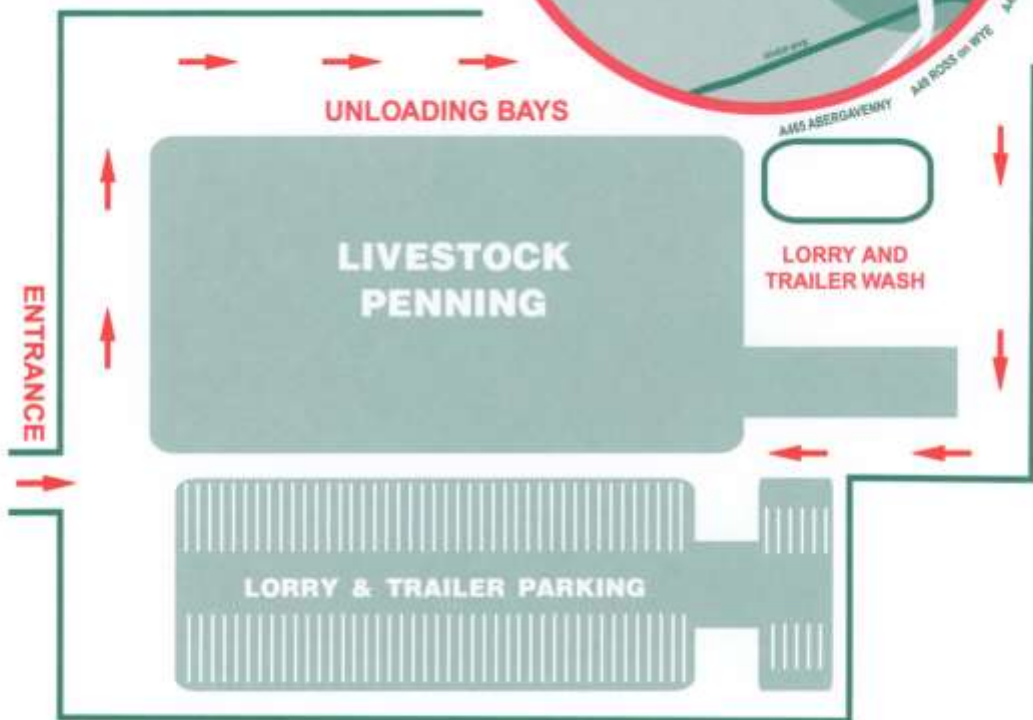 A465 ABERGAVENNY
A49 ROSS on WYE
UNLOADING BAYS
LIVESTOCK
PENNING
LORRY AND
TRAILER WASH
ENTRANCE
LORRY & TRAILER PARKING